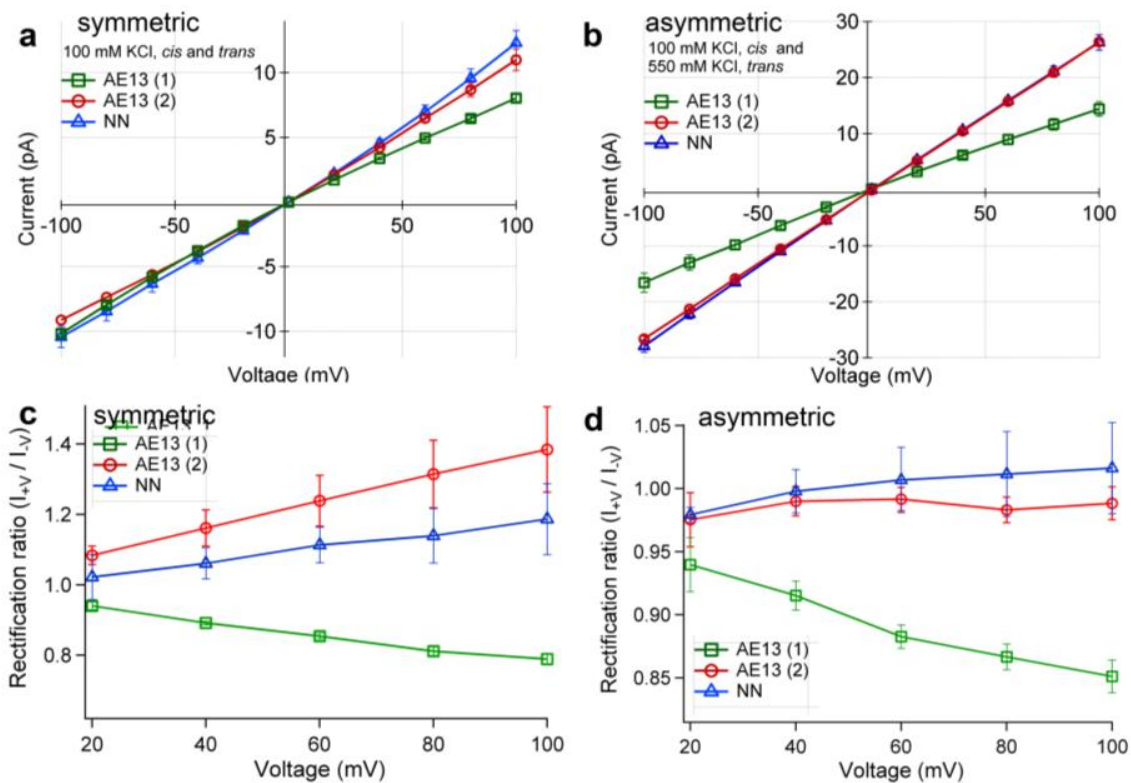 a
symmetric
100 mM KCl, cis and trans
AE13 (1)
AE13 (2)
NN
10
5
-100
-50
50
100
-5
-10
Current (pA)
Voltage (mV)
b
asymmetric
100 mM KCl, cis and
550 mM KCl, trans
AE13 (1)
AE13 (2)
NN
30
20
10
-100
-50
50
100
-10
-20
-30
Current (pA)
Voltage (mV)
c
symmetric
AE13 (1)
AE13 (2)
NN
1.4
1.2
1.0
0.8
20
40
60
80
100
Rectification ratio (I+V / I-V)
Voltage (mV)
d
asymmetric
1.05
1.00
0.95
0.90
0.85
AE13 (1)
AE13 (2)
NN
20
40
60
80
100
Rectification ratio (I+V / I-V)
Voltage (mV)